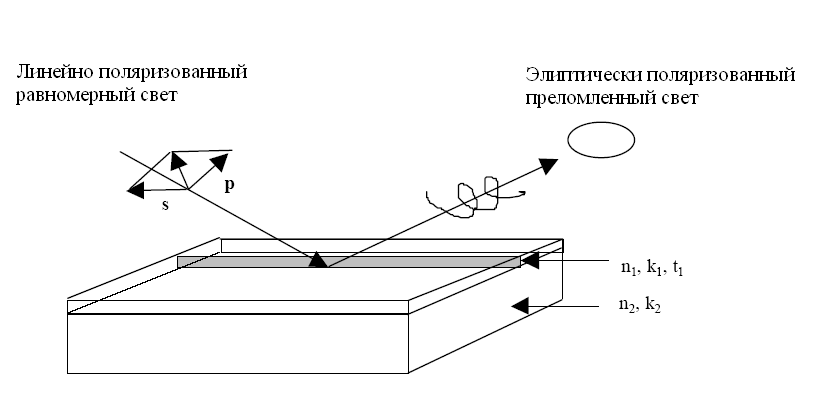 Линейно поляризованный
равномерный свет
Элиптически поляризованный
преломленный свет
p
s
n₁, k₁, t₁
n₂, k₂